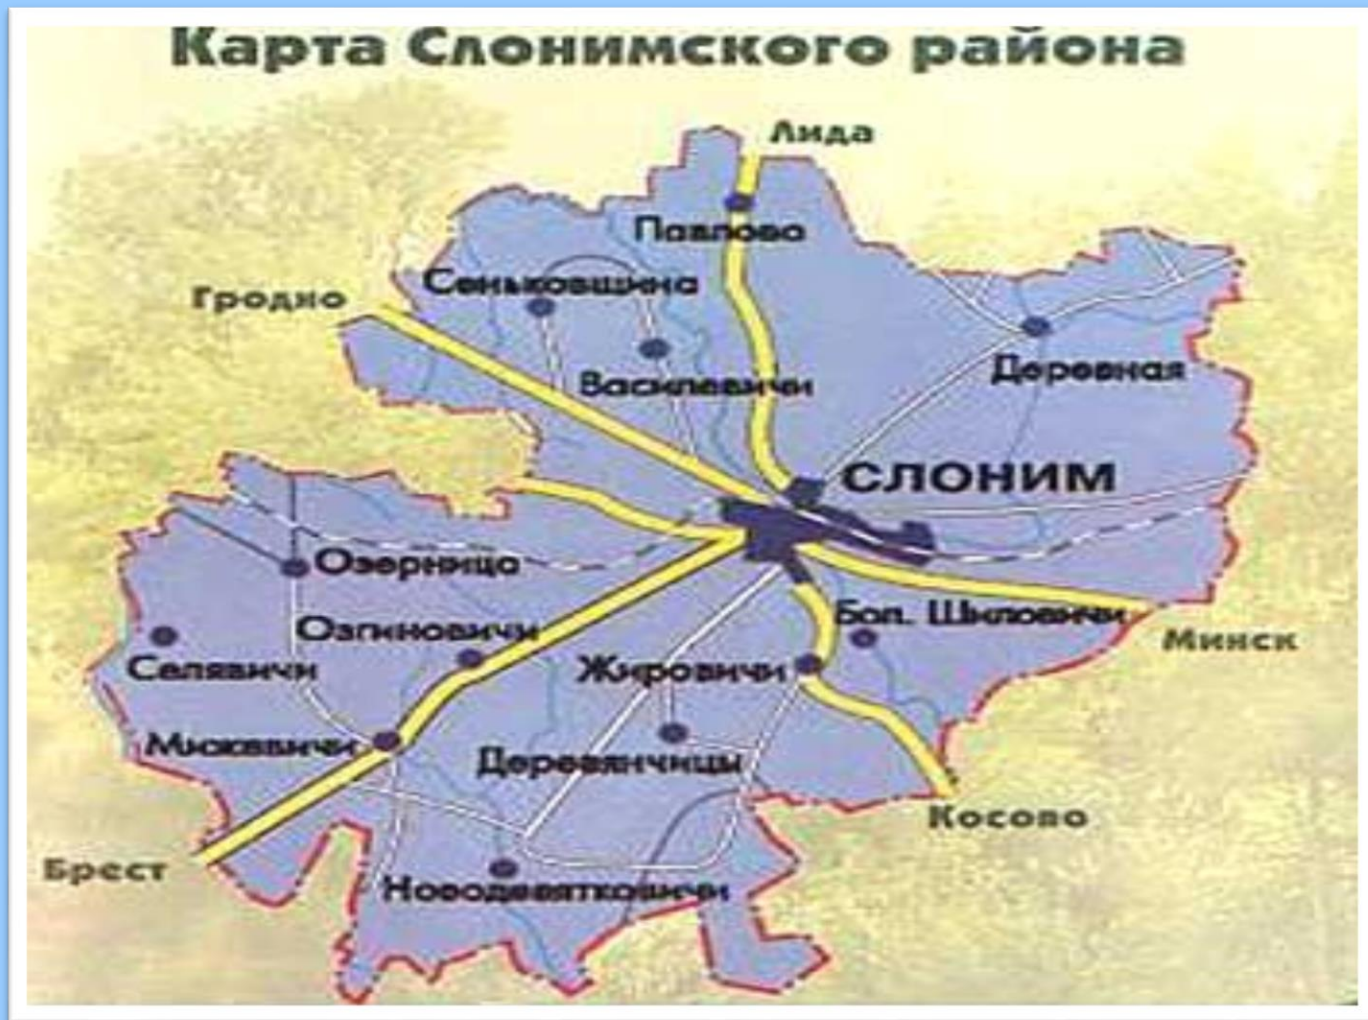 Карта Слонимского района
Лида
Павлово
Сеньковщина
Гродно
Деревная
Василевичи
СЛОНИМ
Озерница
Бол. Шиловичи
Озгиновичи
Минск
Селявичи
Жировичи
Мижевичи
Деревянчицы
Косово
Брест
Новодевятковичи